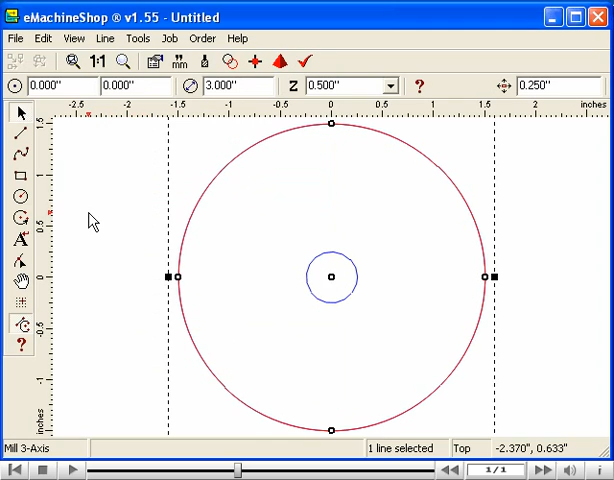 eMachineShop ® v1.55 - Untitled
File Edit View Line Tools Job Order Help
1:1 mm
0.000" 0.000" 3.000" Z 0.500" ? 0.250"
-2.5 -2 -1.5 -1 -0.5 0 0.5 1 1.5 2 inches
1.5
1
0.5
0
-0.5
-1
inches
A
?
Mill 3-Axis 1 line selected Top -2.370", 0.633"
1/1 i